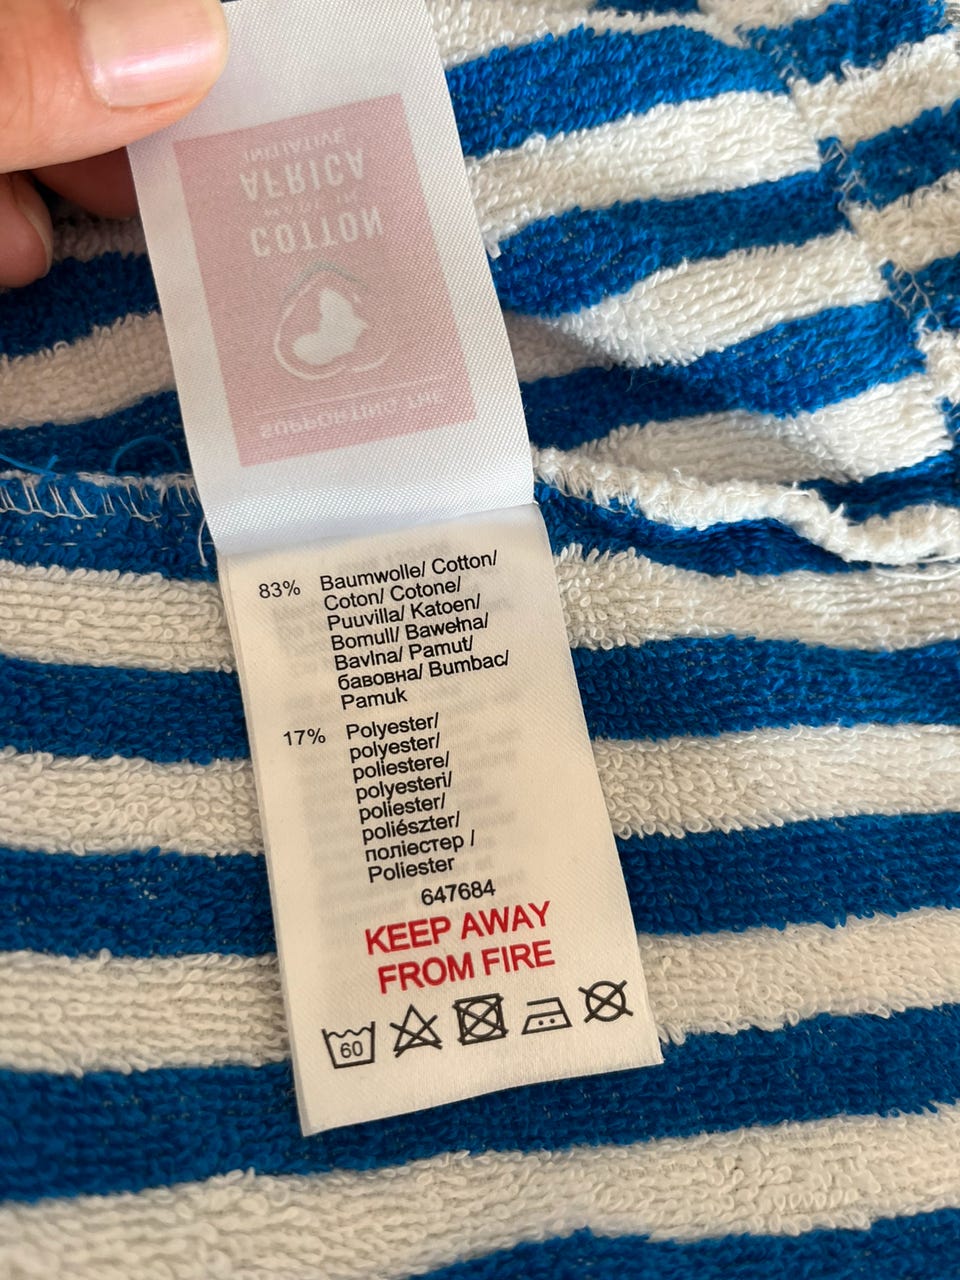 SUPPORTING THE
COTTON
MADE IN
AFRICA
INITIATIVE
83% Baumwolle/ Cotton/
Coton/ Cotone/
Puuvilla/ Katoen/
Bomull/ Bawełna/
Bavlna/ Pamut/
бавовна/ Bumbac/
Pamuk
17% Polyester/
polyester/
poliestere/
polyesteri/
poliester/
poliészter/
поліестер /
Poliester
647684
KEEP AWAY
FROM FIRE
60